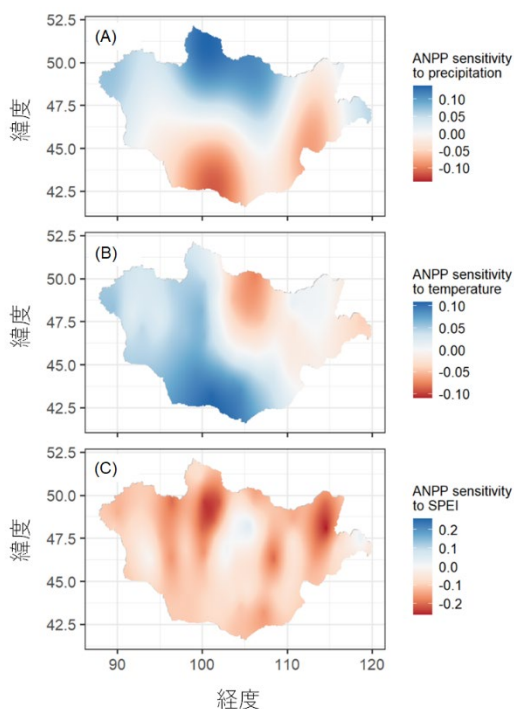 52.5
(A)
50.0
47.5
45.0
42.5
緯度
ANPP sensitivity
to precipitation
0.10
0.05
0.00
-0.05
-0.10
52.5
(B)
50.0
47.5
45.0
42.5
緯度
ANPP sensitivity
to temperature
0.10
0.05
0.00
-0.05
-0.10
52.5
(C)
50.0
47.5
45.0
42.5
緯度
ANPP sensitivity
to SPEI
0.2
0.1
0.0
-0.1
-0.2
90 100 110 120
経度